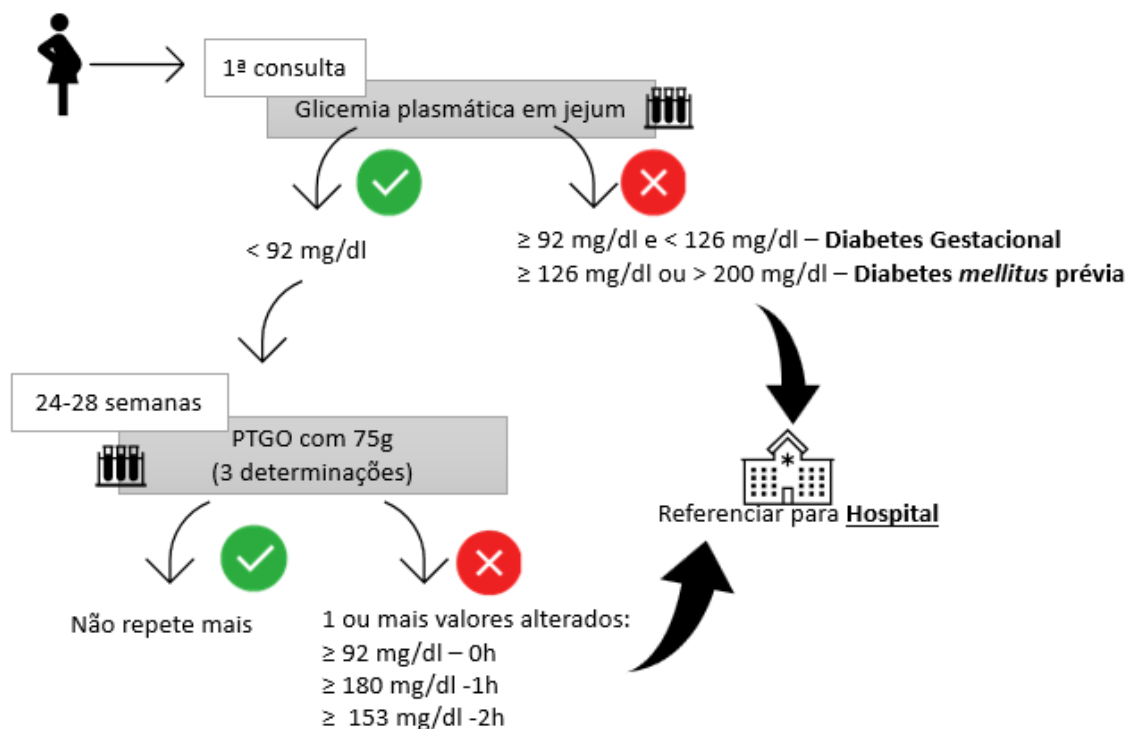 1ª consulta
Glicemia plasmática em jejum
< 92 mg/dl
≥ 92 mg/dl e < 126 mg/dl – Diabetes Gestacional
≥ 126 mg/dl ou > 200 mg/dl – Diabetes mellitus prévia
24-28 semanas
PTGO com 75g
(3 determinações)
Referenciar para Hospital
Não repete mais
1 ou mais valores alterados:
≥ 92 mg/dl – 0h
≥ 180 mg/dl -1h
≥  153 mg/dl -2h